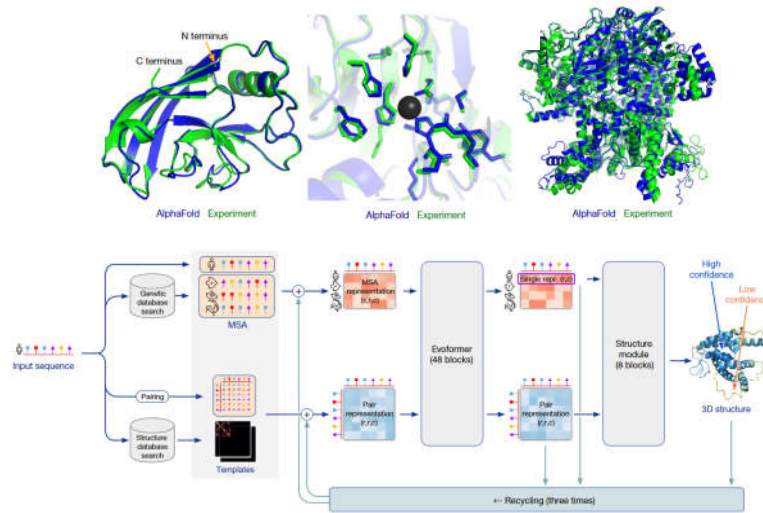 N terminus
C terminus
AlphaFold Experiment
AlphaFold Experiment
AlphaFold Experiment
Input sequence
Genetic
database
search
MSA
Pairing
Structure
database
search
Templates
+
+
MSA
representation
(s,r,c)
Pair
representation
(r,r,c)
Evoformer
(48 blocks)
Single repr. (r,c)
Pair
representation
(r,r,c)
Structure
module
(8 blocks)
High
confidence
Low
confidence
3D structure
← Recycling (three times)